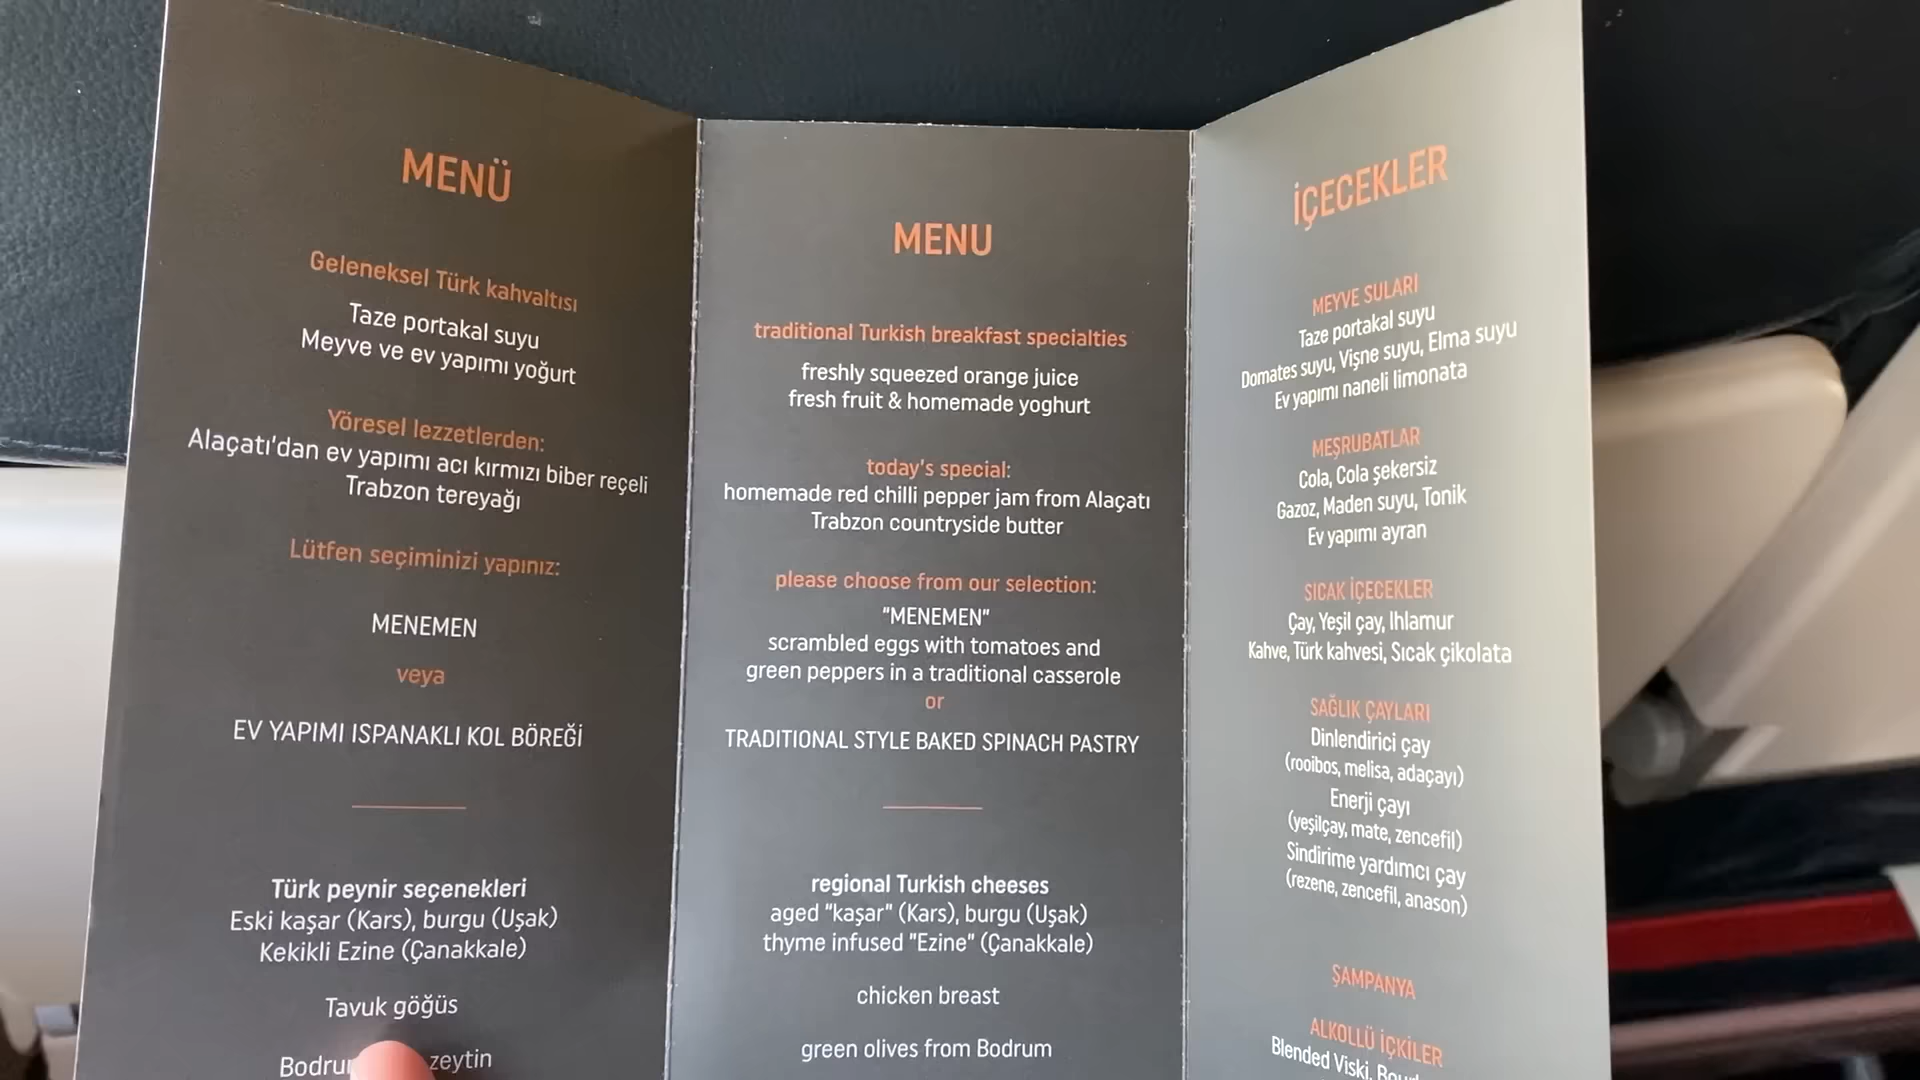 MENÜ
Geleneksel Türk kahvaltısı
Taze portakal suyu
Meyve ve ev yapımı yoğurt
Yöresel lezzetlerden:
Alaçatı'dan ev yapımı acı kırmızı biber reçeli
Trabzon tereyağı
Lütfen seçiminizi yapınız:
MENEMEN
veya
EV YAPIMI ISPANAKLI KOL BÖREĞİ
Türk peynir seçenekleri
Eski kaşar (Kars), burgu (Uşak)
Kekikli Ezine (Çanakkale)
Tavuk göğüs
zeytin
MENU
traditional Turkish breakfast specialties
freshly squeezed orange juice
fresh fruit & homemade yoghurt
today's special:
homemade red chilli pepper jam from Alaçatı
Trabzon countryside butter
please choose from our selection:
"MENEMEN"
scrambled eggs with tomatoes and
green peppers in a traditional casserole
or
TRADITIONAL STYLE BAKED SPINACH PASTRY
regional Turkish cheeses
aged "kaşar" (Kars), burgu (Uşak)
thyme infused "Ezine" (Çanakkale)
chicken breast
green olives from Bodrum
İÇECEKLER
MEYVE SULARI
Taze portakal suyu
Domates suyu, Vişne suyu, Elma suyu
Ev yapımı naneli limonata
MEŞRUBATLAR
Cola, Cola şekersiz
Gazoz, Maden suyu, Tonik
Ev yapımı ayran
SICAK İÇECEKLER
Çay, Yeşil çay, Ihlamur
Kahve, Türk kahvesi, Sıcak çikolata
SAĞLIK ÇAYLARI
Dinlendirici çay
(rooibos, melisa, adaçayı)
Enerji çayı
(yeşilçay, mate, zencefil)
Sindirime yardımcı çay
(rezene, zencefil, anason)
ŞAMPANYA
ALKOLLÜ İÇKİLER
Blended Viski,